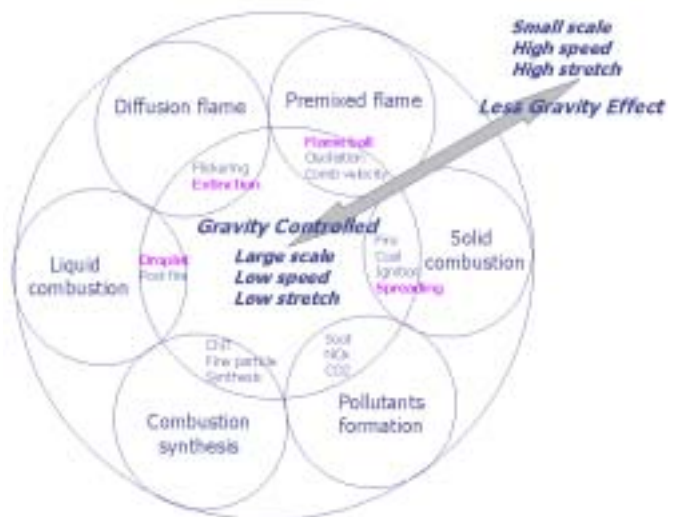 Small scale
High speed
High stretch
Less Gravity Effect
Diffusion flame
Premixed flame
Flickering
Extinction
Oscillation
Comb velocity
Gravity Controlled
Large scale
Low speed
Low stretch
Liquid
combustion
Droplet
Pool fire
Fire
Coal
Ignition
Spreading
Solid
combustion
CNT
Fine particle
Synthesis
Soot
NOx
CO2
Combustion
synthesis
Pollutants
formation